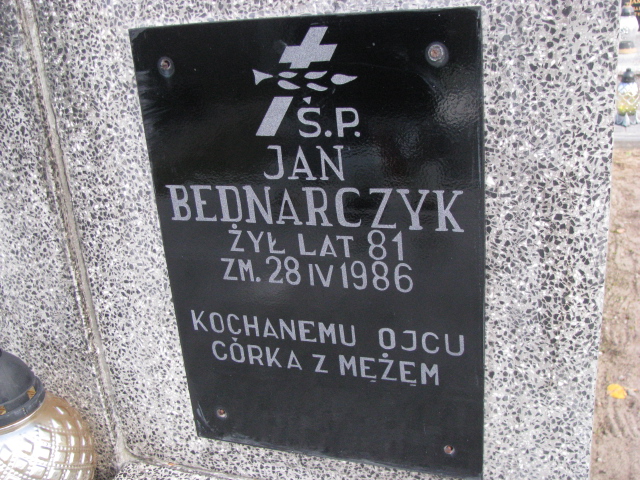 Ś.P.
JAN
BEDNARCZYK
ŻYŁ LAT 81
ZM. 28 IV 1986
KOCHANEMU OJCU
CÓRKA Z MĘŻEM